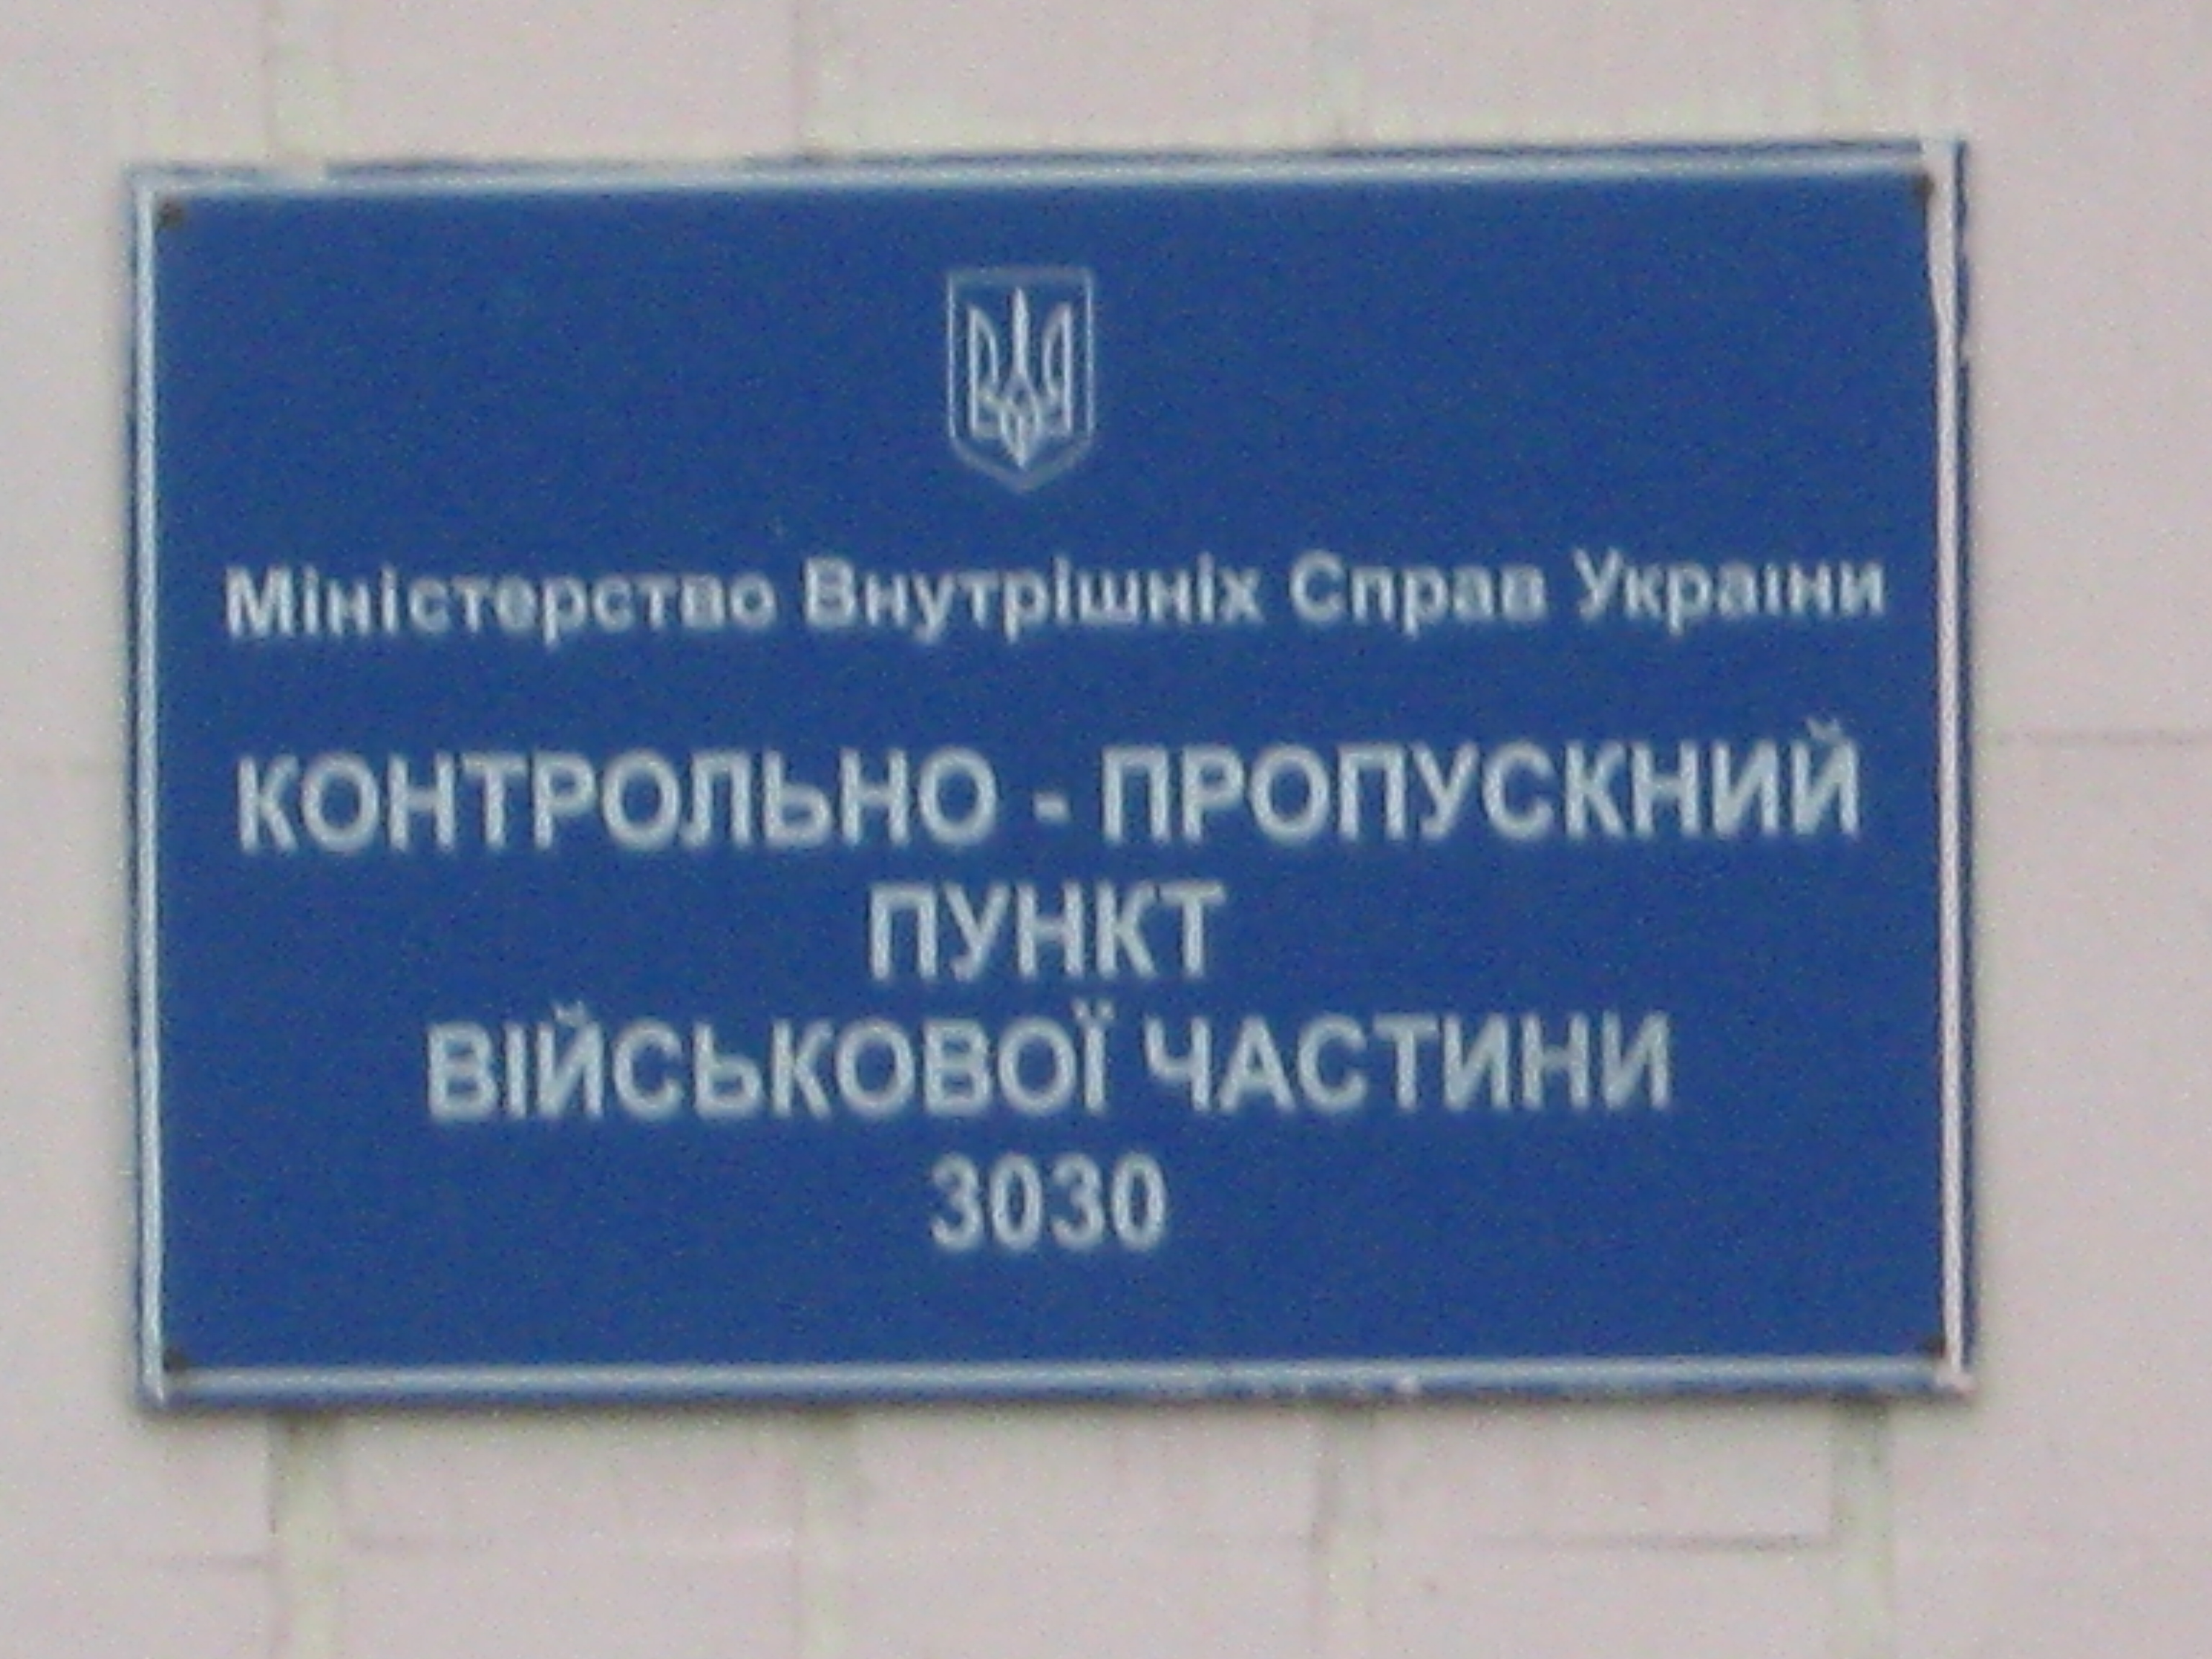 Міністерство Внутрішніх Справ України
КОНТРОЛЬНО - ПРОПУСКНИЙ
ПУНКТ
ВІЙСЬКОВОЇ ЧАСТИНИ
3030